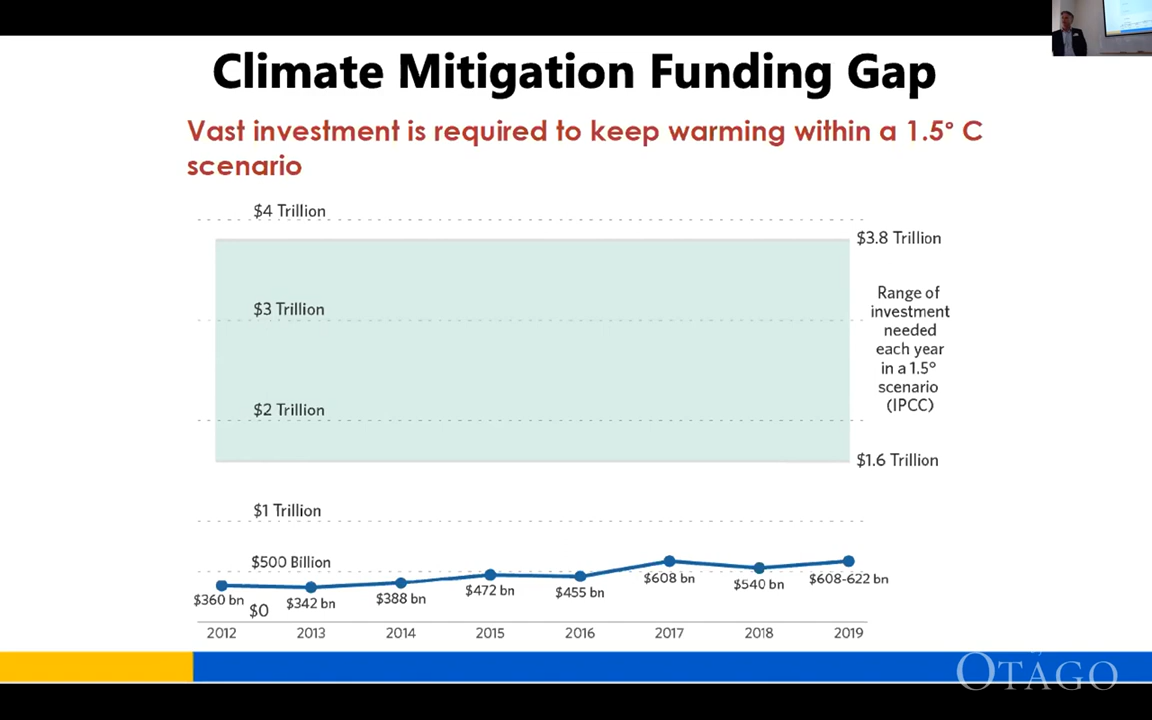 Climate Mitigation Funding Gap
Vast investment is required to keep warming within a 1.5° C
scenario
$4 Trillion
$3.8 Trillion
$3 Trillion
Range of
investment
needed
each year
in a 1.5°
scenario
(IPCC)
$2 Trillion
$1.6 Trillion
$1 Trillion
$500 Billion
$360 bn
$0
$342 bn
$388 bn
$472 bn
$455 bn
$608 bn
$540 bn
$608-622 bn
2012
2013
2014
2015
2016
2017
2018
2019
OTAGO